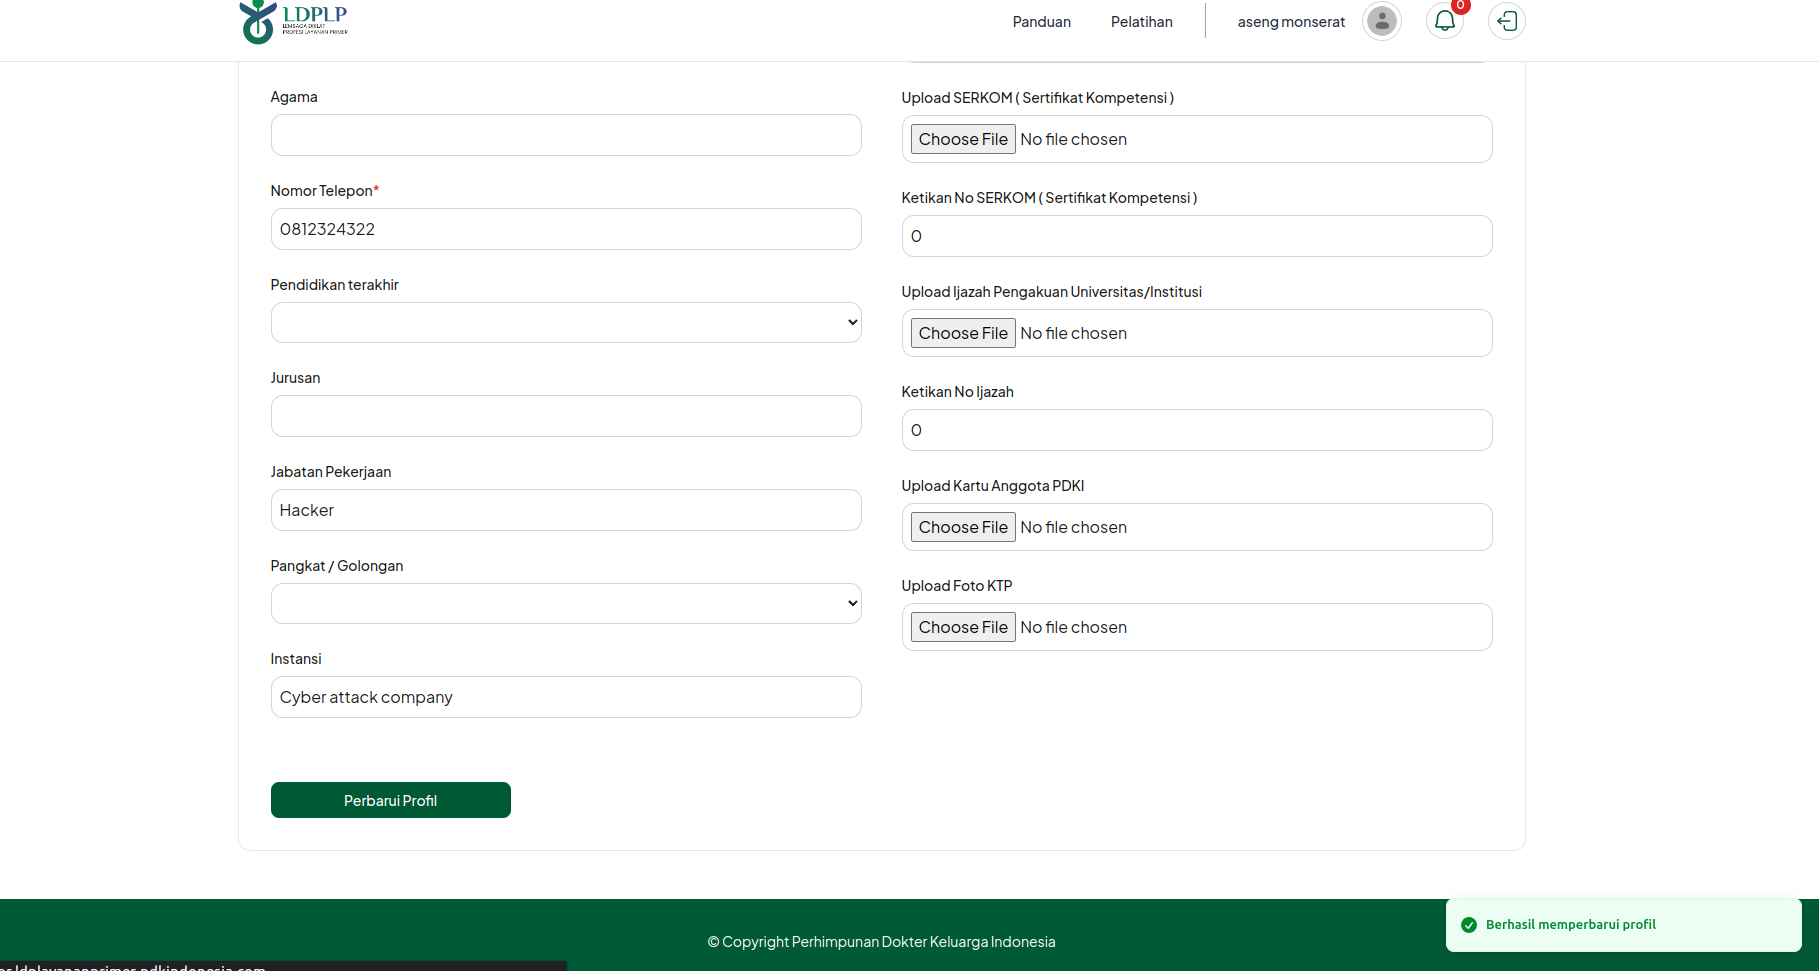 LDPLP
LEMBAGA DIKLAT
PROFESI LAYANAN PRIMER
Panduan
Pelatihan
aseng monserat
0
Agama
Nomor Telepon*
0812324322
Pendidikan terakhir
Jurusan
Jabatan Pekerjaan
Hacker
Pangkat / Golongan
Instansi
Cyber attack company
Perbarui Profil
Upload SERKOM ( Sertifikat Kompetensi )
Choose File No file chosen
Ketikan No SERKOM ( Sertifikat Kompetensi )
0
Upload Ijazah Pengakuan Universitas/Institusi
Choose File No file chosen
Ketikan No Ijazah
0
Upload Kartu Anggota PDKI
Choose File No file chosen
Upload Foto KTP
Choose File No file chosen
© Copyright Perhimpunan Dokter Keluarga Indonesia
Berhasil memperbarui profil